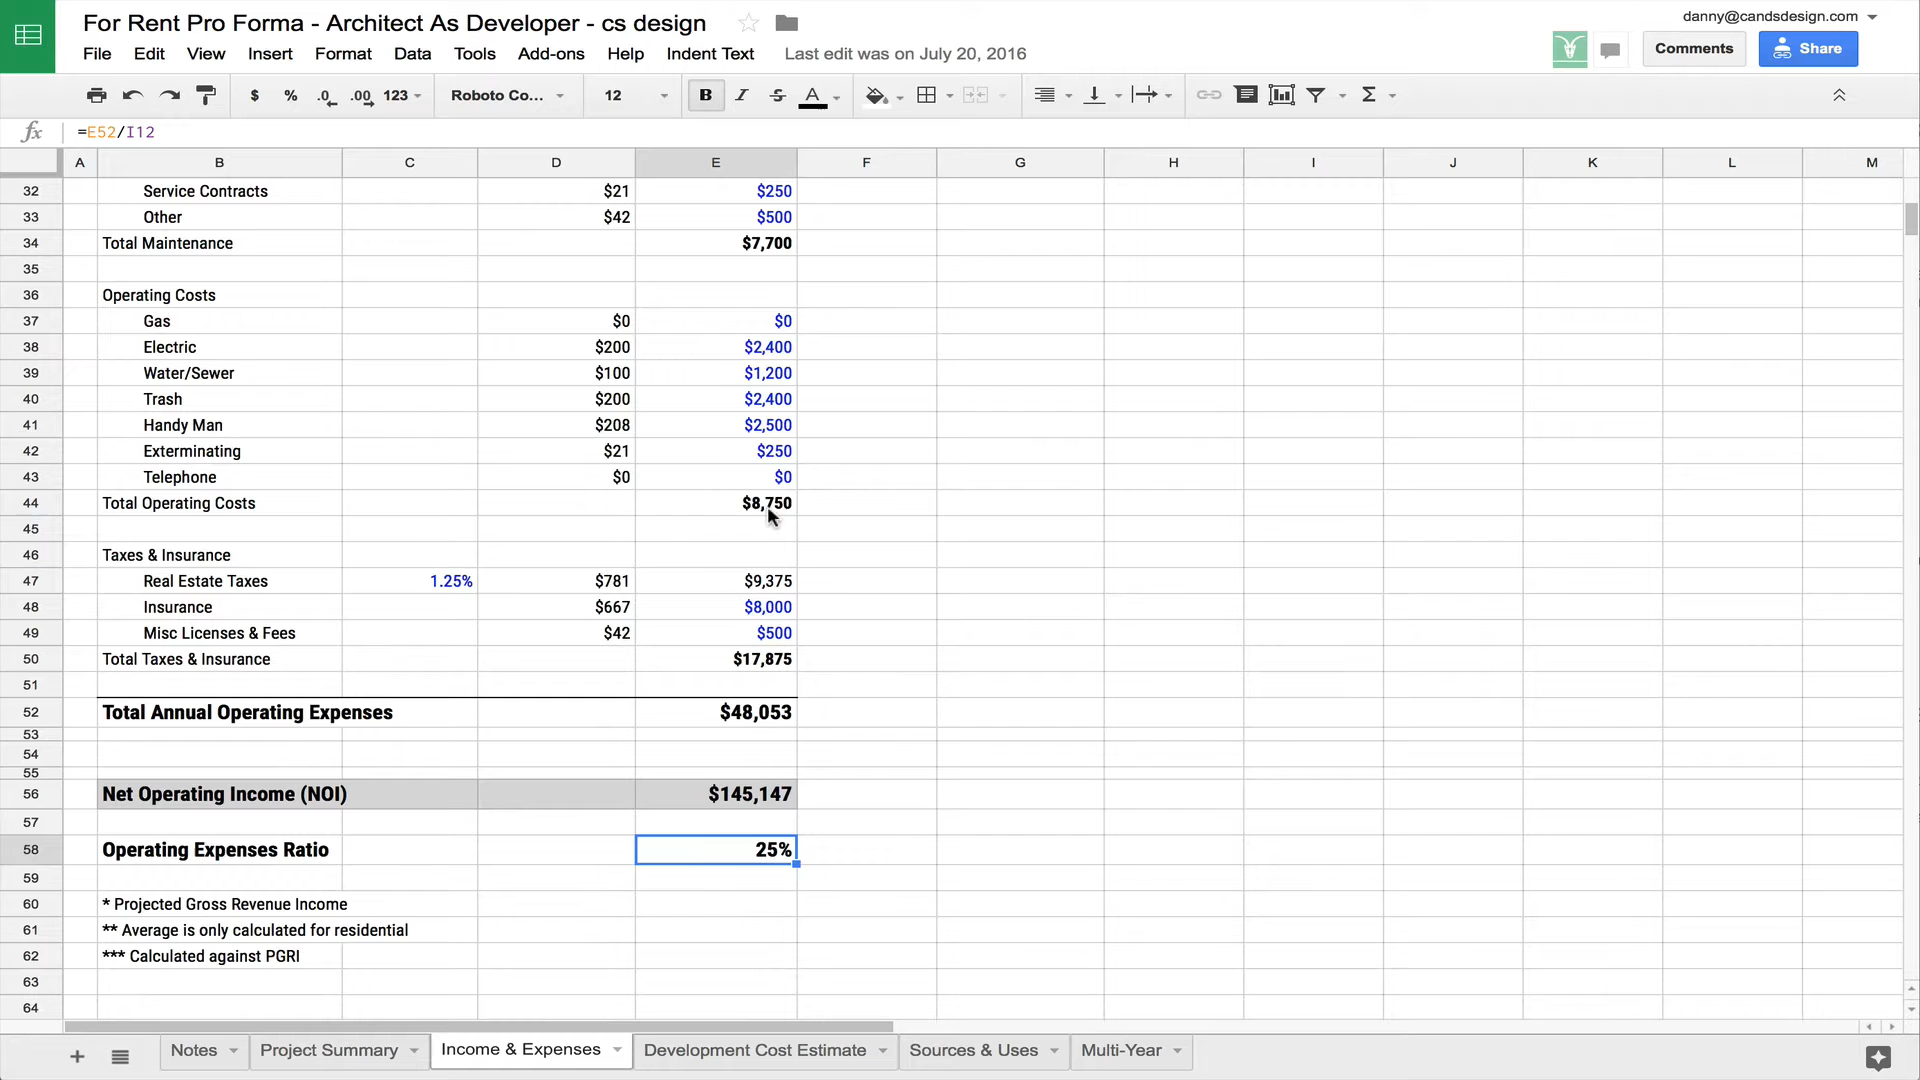 For Rent Pro Forma - Architect As Developer - cs design
danny@candsdesign.com
File Edit View Insert Format Data Tools Add-ons Help Indent Text Last edit was on July 20, 2016
Comments Share
$ % .0 .00 123 Roboto Co... 12 B I S A Σ
fx =E52/I12
A B C D E F G H I J K L M
32 Service Contracts $21 $250
33 Other $42 $500
34 Total Maintenance $7,700
35
36 Operating Costs
37 Gas $0 $0
38 Electric $200 $2,400
39 Water/Sewer $100 $1,200
40 Trash $200 $2,400
41 Handy Man $208 $2,500
42 Exterminating $21 $250
43 Telephone $0 $0
44 Total Operating Costs $8,750
45
46 Taxes & Insurance
47 Real Estate Taxes 1.25% $781 $9,375
48 Insurance $667 $8,000
49 Misc Licenses & Fees $42 $500
50 Total Taxes & Insurance $17,875
51
52 Total Annual Operating Expenses $48,053
53
54
55
56 Net Operating Income (NOI) $145,147
57
58 Operating Expenses Ratio 25%
59
60 * Projected Gross Revenue Income
61 ** Average is only calculated for residential
62 *** Calculated against PGRI
63
64
+ Notes Project Summary Income & Expenses Development Cost Estimate Sources & Uses Multi-Year